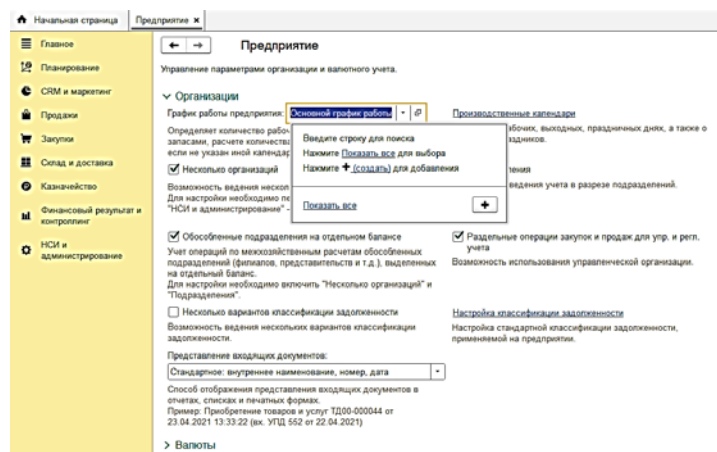 Начальная страница
Предприятие ×
Главное
Планирование
CRM и маркетинг
Продажи
Закупки
Склад и доставка
Казначейство
Финансовый результат и
контроллинг
НСИ и
администрирование
Предприятие
Управление параметрами организации и валютного учета.
Организации
График работы предприятия: Основной график работы
Производственные календари
Определяет количество рабоч
запасами, расчете количества
если не указан иной календар
абочих, выходных, праздничных днях, а также о
здников.
Введите строку для поиска
Нажмите Показать все для выбора
Нажмите + (создать) для добавления
Показать все
+
Несколько организаций
ления
Возможность ведения нескол
Для настройки необходимо пе
"НСИ и администрирование" -
ведения учета в разрезе подразделений.
Обособленные подразделения на отдельном балансе
Учет операций по межхозяйственным расчетам обособленных
подразделений (филиалов, представительств и т.д.), выделенных
на отдельный баланс.
Для настройки необходимо включить "Несколько организаций" и
"Подразделения".
Раздельные операции закупок и продаж для упр. и регл.
учета
Возможность использования управленческой организации.
Несколько вариантов классификации задолженности
Возможность ведения нескольких вариантов классификации
задолженности.
Настройка классификации задолженности
Настройка стандартной классификации задолженности,
применяемой на предприятии.
Представление входящих документов:
Стандартное: внутреннее наименование, номер, дата
Способ отображения представления входящих документов в
отчетах, списках и печатных формах.
Пример: Приобретение товаров и услуг ТД00-000044 от
23.04.2021 13:33:22 (вх. УПД 552 от 22.04.2021)
Валюты